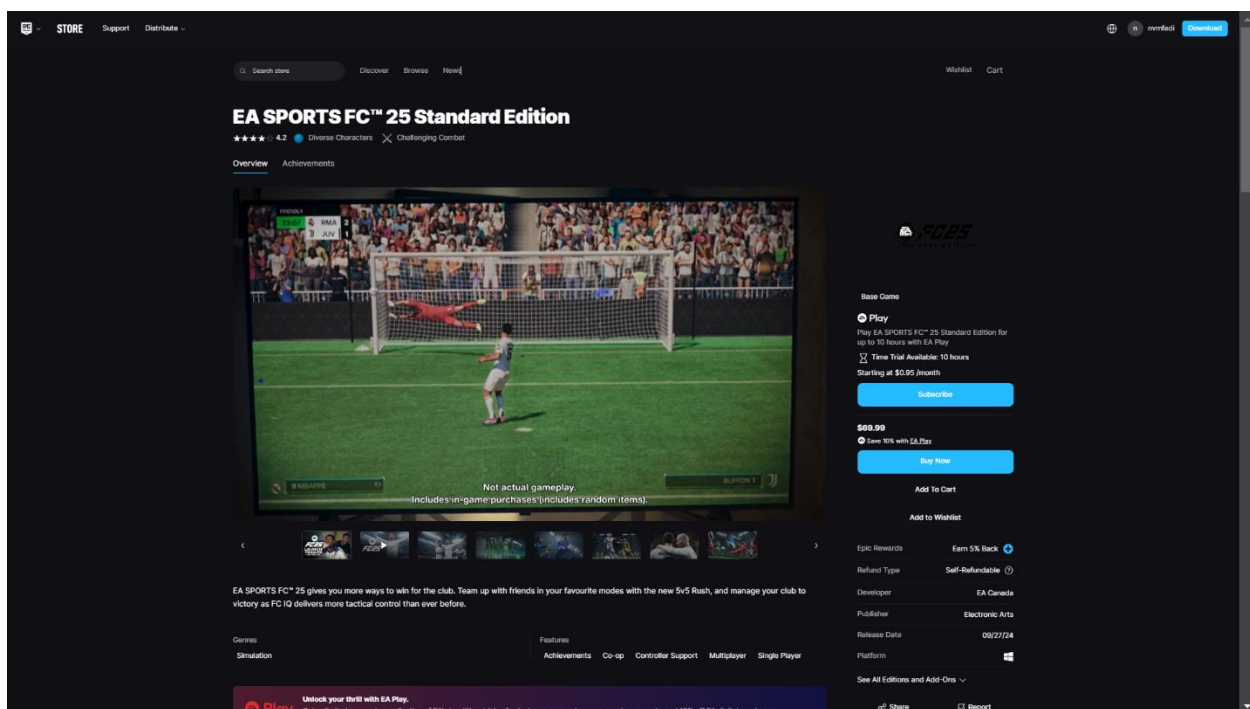 STORE Support Distribute
n nvrnfadi Download
Search store Discover Browse News Wishlist Cart
EA SPORTS FC™ 25 Standard Edition
4.2 Diverse Characters Challenging Combat
Overview Achievements
FRIENDLY
RMA 2
JUV 1
9 MBAPPÉ
BUFFON 1
Not actual gameplay.
Includes in-game purchases (includes random items).
EA SPORTS FC™ 25 gives you more ways to win for the club. Team up with friends in your favourite modes with the new 5v5 Rush, and manage your club to
victory as FC IQ delivers more tactical control than ever before.
Genres
Simulation
Features
Achievements Co-op Controller Support Multiplayer Single Player
Unlock your thrill with EA Play.
Play
FC25
Base Game
Play
Play EA SPORTS FC™ 25 Standard Edition for
up to 10 hours with EA Play
Time Trial Available: 10 hours
Starting at $0.95 /month
Subscribe
$69.99
Save 10% with EA Play
Buy Now
Add To Cart
Add to Wishlist
Epic Rewards Earn 5% Back
Refund Type Self-Refundable
Developer EA Canada
Publisher Electronic Arts
Release Date 09/27/24
Platform
See All Editions and Add-Ons
Share Report